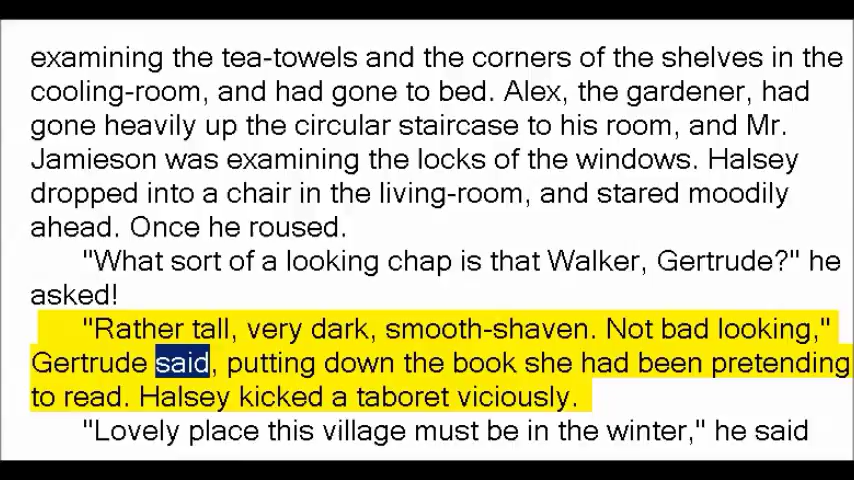 examining the tea-towels and the corners of the shelves in the
cooling-room, and had gone to bed. Alex, the gardener, had
gone heavily up the circular staircase to his room, and Mr.
Jamieson was examining the locks of the windows. Halsey
dropped into a chair in the living-room, and stared moodily
ahead. Once he roused.
"What sort of a looking chap is that Walker, Gertrude?" he
asked!
"Rather tall, very dark, smooth-shaven. Not bad looking,"
Gertrude said, putting down the book she had been pretending
to read. Halsey kicked a taboret viciously.
"Lovely place this village must be in the winter," he said